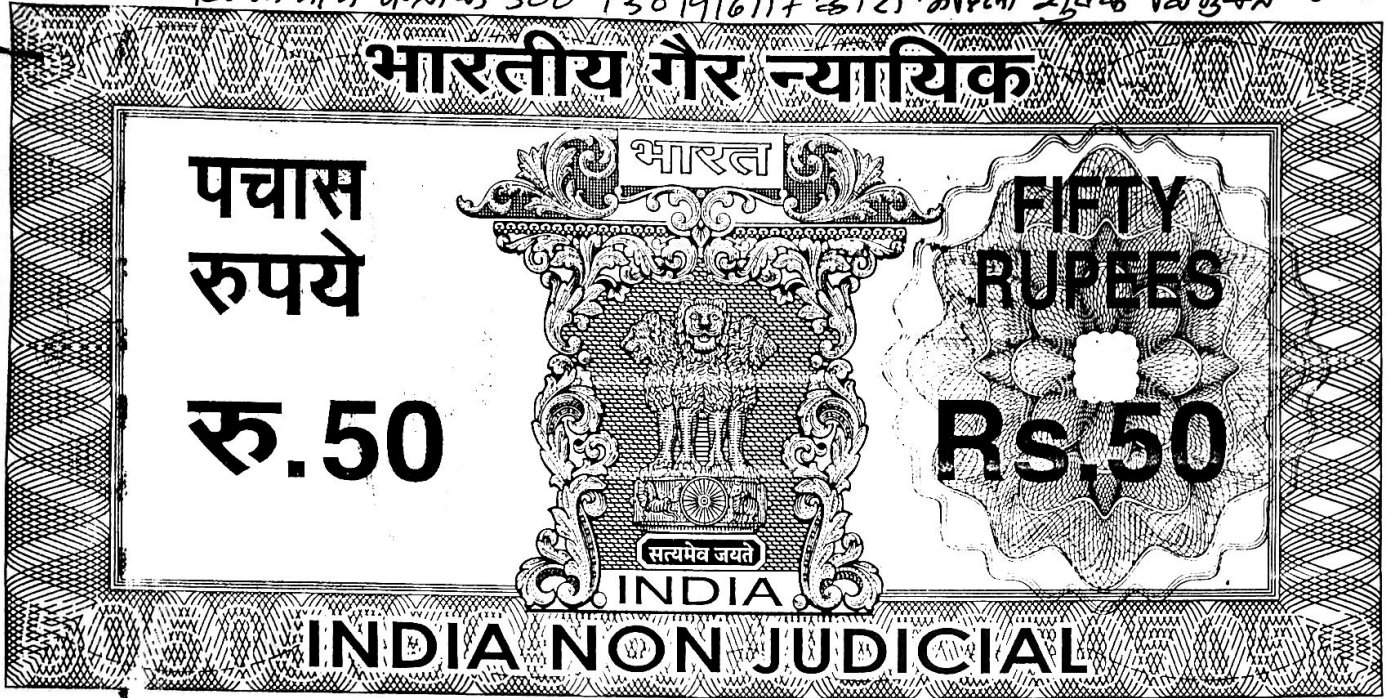 भारतीय गैर न्यायिक
भारत
पचास
रुपये
FIFTY
RUPEES
रु.50
Rs.50
सत्यमेव जयते
INDIA
INDIA NON JUDICIAL